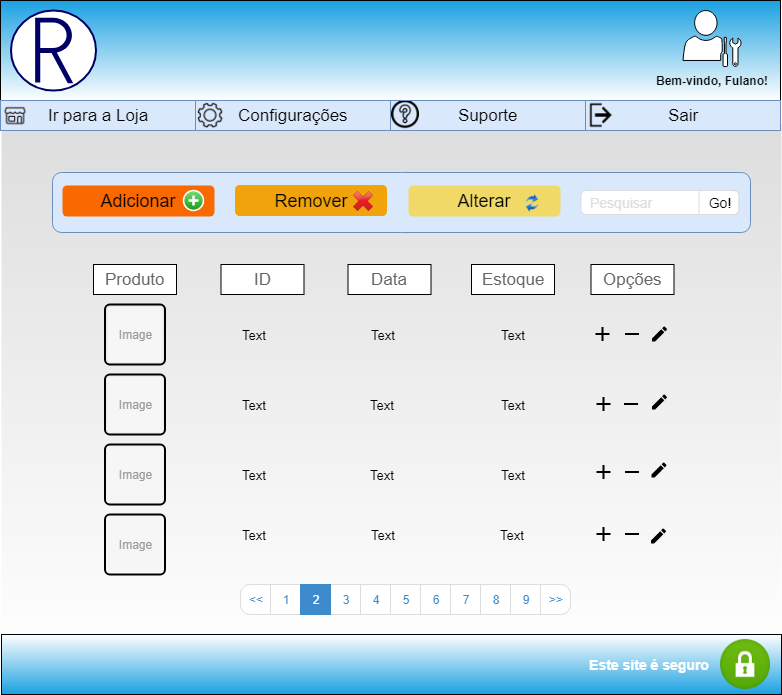 R
Bem-vindo, Fulano!
Ir para a Loja Configurações Suporte Sair
Adicionar Remover Alterar Pesquisar Go!
Produto ID Data Estoque Opções
Image Text Text Text
Image Text Text Text
Image Text Text Text
Image Text Text Text
<< 1 2 3 4 5 6 7 8 9 >>
Este site é seguro